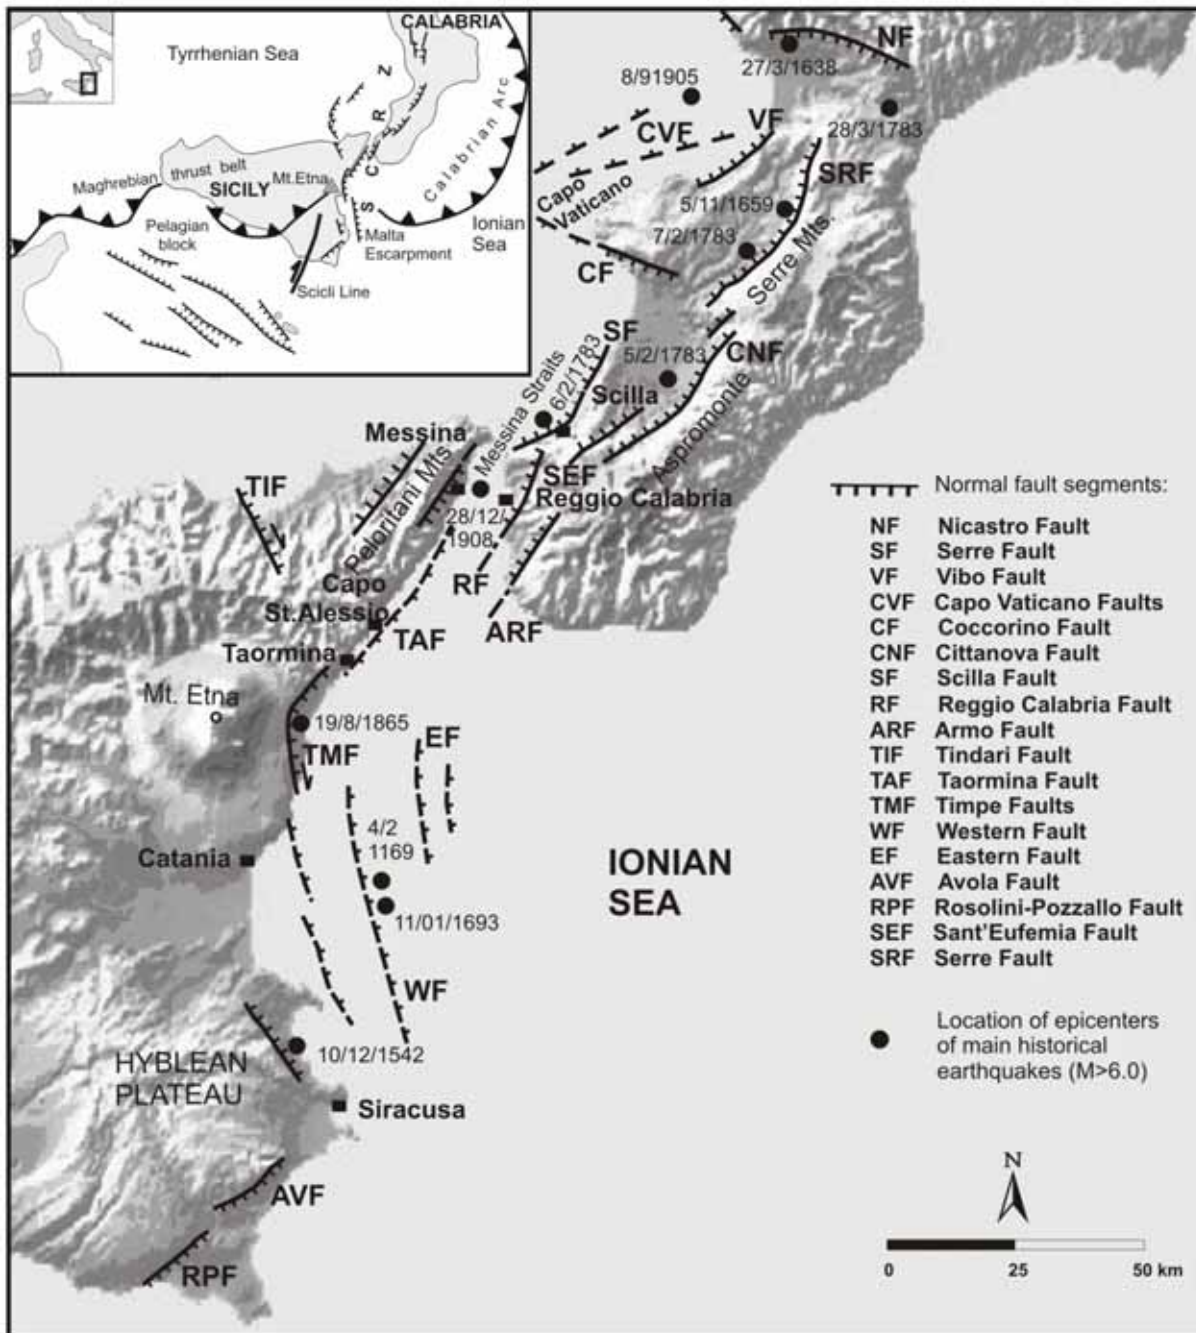 CALABRIA
Tyrrhenian Sea
S C R Z
Calabrian Arc
Maghrebian thrust belt
SICILY
Mt.Etna
Pelagian
block
Ionian
Sea
Malta
Escarpment
Scicli Line
NF
27/3/1638
8/91905
28/3/1783
CVF
VF
SRF
Capo
Vaticano
5/11/1659
7/2/1783
Serre Mts.
CF
SF
5/2/1783
CNF
6/2/1783
Scilla
Messina Straits
Aspromonte
Messina
Peloritani Mts.
TIF
SEF
Reggio Calabria
28/12/
1908
Capo
St.Alessio
RF
TAF
ARF
Taormina
Mt. Etna
19/8/1865
TMF
EF
4/2
1169
Catania
11/01/1693
IONIAN
SEA
WF
10/12/1542
HYBLEAN
PLATEAU
Siracusa
AVF
RPF
Normal fault segments:
NF Nicastro Fault
SF Serre Fault
VF Vibo Fault
CVF Capo Vaticano Faults
CF Coccorino Fault
CNF Cittanova Fault
SF Scilla Fault
RF Reggio Calabria Fault
ARF Armo Fault
TIF Tindari Fault
TAF Taormina Fault
TMF Timpe Faults
WF Western Fault
EF Eastern Fault
AVF Avola Fault
RPF Rosolini-Pozzallo Fault
SEF Sant'Eufemia Fault
SRF Serre Fault
Location of epicenters
of main historical
earthquakes (M>6.0)
N
0 25 50 km